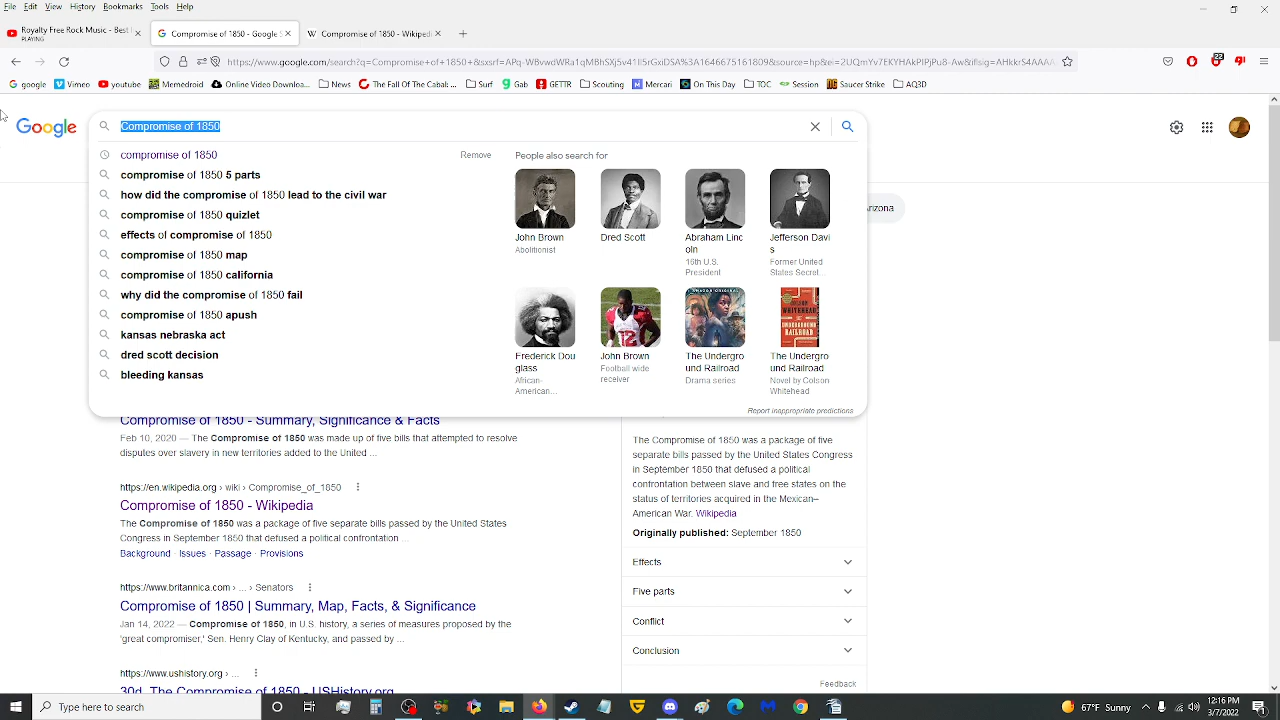 File Edit View History Bookmarks Tools Help
Royalty Free Rock Music - Best
PLAYING
Compromise of 1850 - Google
Compromise of 1850 - Wikipedi
Google
Vimeo
youtube
Memedroid
Online Video Downloa...
News
The Fall Of The Cabal:...
Surf
Gab
GETTR
Scouting
Mercari
On This Day
TOC
Session
Saucer Strike
AQ3D
Google
Compromise of 1850
compromise of 1850
Remove
People also search for
compromise of 1850 5 parts
how did the compromise of 1850 lead to the civil war
compromise of 1850 quizlet
effects of compromise of 1850
compromise of 1850 map
compromise of 1850 california
why did the compromise of 1850 fail
compromise of 1850 apush
kansas nebraska act
dred scott decision
bleeding kansas
John Brown
Abolitionist
Dred Scott
Abraham Linc
oln
16th U.S.
President
Jefferson Davi
s
Former United
States Secret...
Frederick Dou
glass
African-
American...
John Brown
Football wide
receiver
The Undergro
und Railroad
Drama series
The Undergro
und Railroad
Novel by Colson
Whitehead
Report inappropriate predictions
Arizona
Compromise of 1850 - Summary, Significance & Facts
Feb 10, 2020 — The Compromise of 1850 was made up of five bills that attempted to resolve
disputes over slavery in new territories added to the United ...
https://en.wikipedia.org › wiki › Compromise_of_1850
Compromise of 1850 - Wikipedia
The Compromise of 1850 was a package of five separate bills passed by the United States
Congress in September 1850 that defused a political confrontation ...
Background · Issues · Passage · Provisions
https://www.britannica.com › ... › Senators
Compromise of 1850 | Summary, Map, Facts, & Significance
Jan 14, 2022 — Compromise of 1850, in U.S. history, a series of measures proposed by the
'great compromiser,' Sen. Henry Clay of Kentucky, and passed by ...
https://www.ushistory.org › ...
30d. The Compromise of 1850 - USHistory.org
The Compromise of 1850 was a package of five
separate bills passed by the United States Congress
in September 1850 that defused a political
confrontation between slave and free states on the
status of territories acquired in the Mexican–
American War. Wikipedia
Originally published: September 1850
Effects
Five parts
Conflict
Conclusion
Feedback
Type here to search
67°F Sunny
12:16 PM
3/7/2022